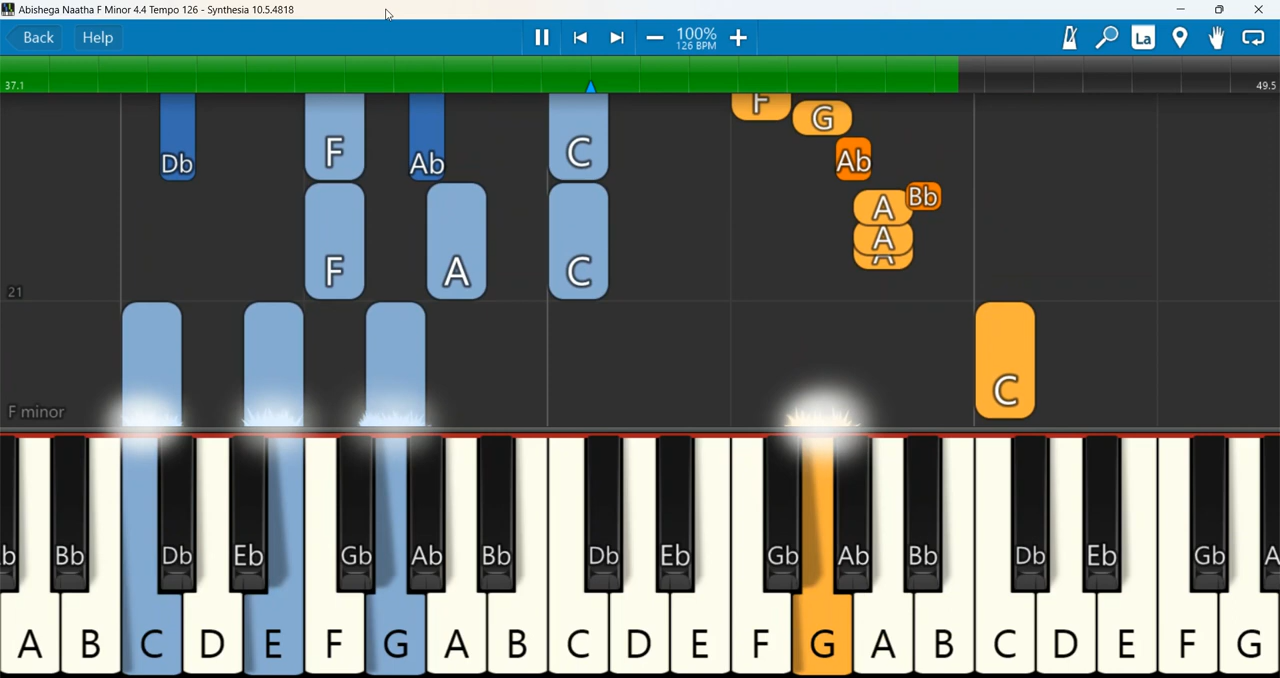 Abishega Naatha F Minor 4.4 Tempo 126 - Synthesia 10.5.4818
Back Help 100% La
126 BPM
37.1 49.5
F G
Db F Ab C Ab
A Bb
A
F A C A
21
C
F minor
b Bb Db Eb Gb Ab Bb Db Eb Gb Ab Bb Db Eb Gb A
A B C D E F G A B C D E F G A B C D E F G